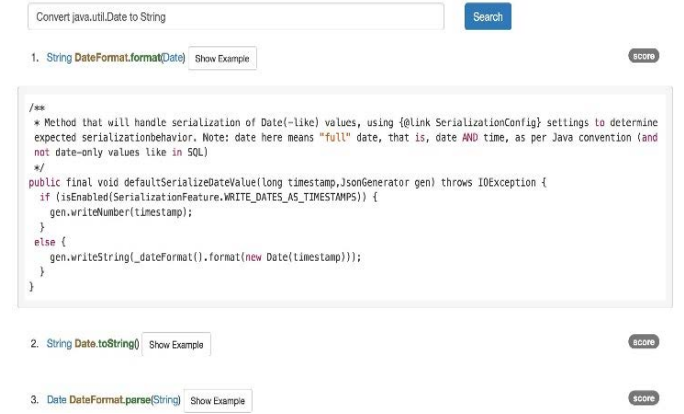 Convert java.util.Date to String
Search
1. String DateFormat.format(Date) Show Example score
/**
* Method that will handle serialization of Date(-like) values, using {@link SerializationConfig} settings to determine
expected serializationbehavior. Note: date here means "full" date, that is, date AND time, as per Java convention (and
not date-only values like in SQL)
*/
public final void defaultSerializeDateValue(long timestamp,JsonGenerator gen) throws IOException {
if (isEnabled(SerializationFeature.WRITE_DATES_AS_TIMESTAMPS)) {
gen.writeNumber(timestamp);
}
else {
gen.writeString(_dateFormat().format(new Date(timestamp)));
}
}
2. String Date.toString() Show Example score
3. Date DateFormat.parse(String) Show Example score